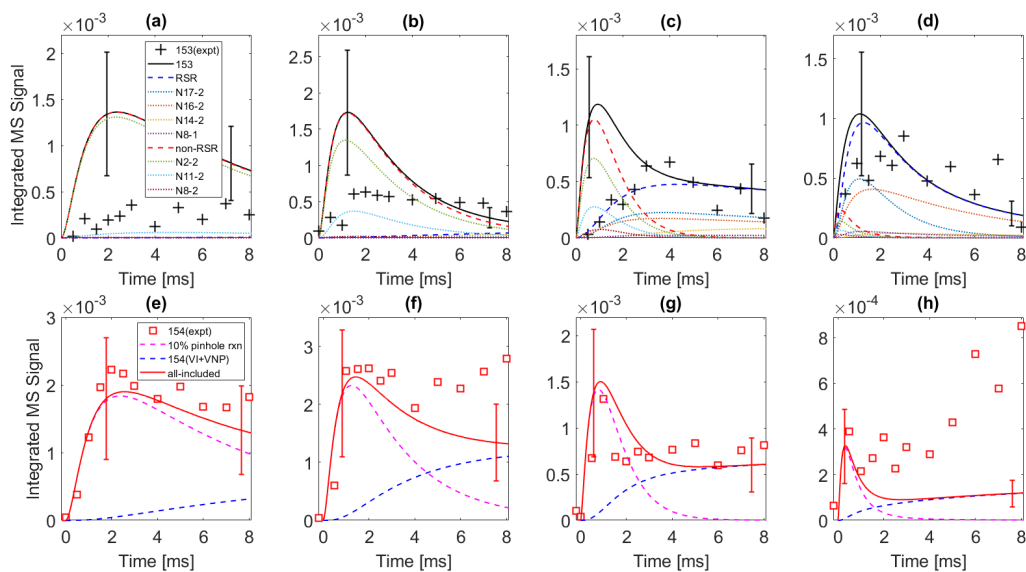 (a) (b) (c) (d)
×10⁻³ ×10⁻³ ×10⁻³ ×10⁻³
Integrated MS Signal
2
1.5
1
0.5
0
153(expt)
153
RSR
N17-2
N16-2
N14-2
N8-1
non-RSR
N2-2
N11-2
N8-2
0 2 4 6 8
Time [ms]
2.5
2
1.5
1
0.5
0
0 2 4 6 8
Time [ms]
1.5
1
0.5
0
0 2 4 6 8
Time [ms]
1.5
1
0.5
0
0 2 4 6 8
Time [ms]
(e) (f) (g) (h)
×10⁻³ ×10⁻³ ×10⁻³ ×10⁻⁴
Integrated MS Signal
3
2
1
0
154(expt)
10% pinhole rxn
154(VI+VNP)
all-included
0 2 4 6 8
Time [ms]
3
2
1
0
0 2 4 6 8
Time [ms]
2
1.5
1
0.5
0
0 2 4 6 8
Time [ms]
8
6
4
2
0
0 2 4 6 8
Time [ms]